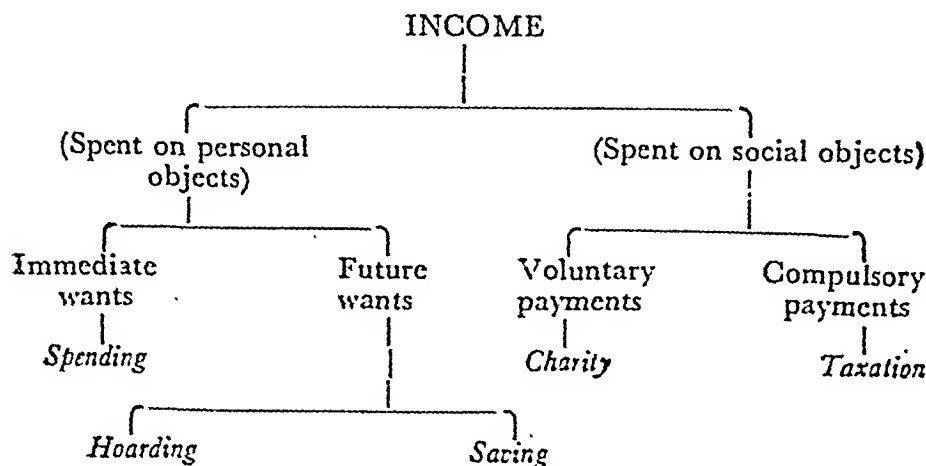 INCOME
(Spent on personal
objects)
(Spent on social objects)
Immediate
wants
Future
wants
Voluntary
payments
Compulsory
payments
Spending
Charity
Taxation
Hoarding
Saving